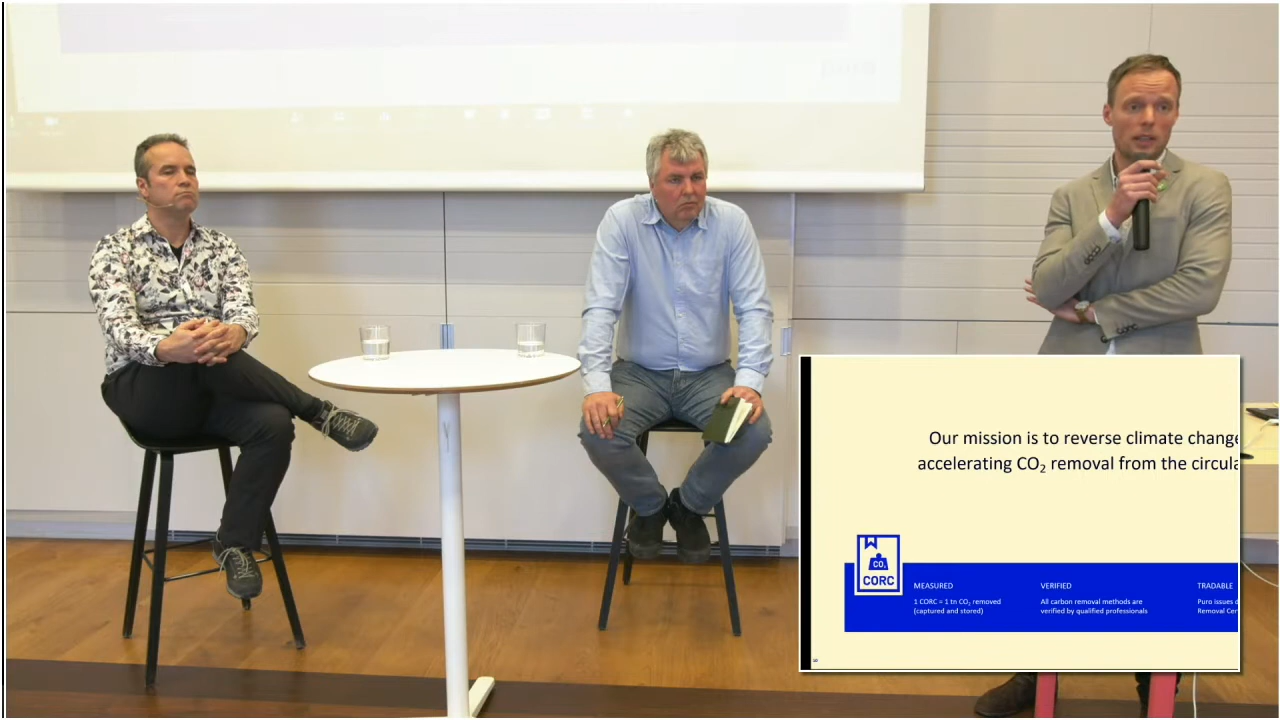 Our mission is to reverse climate change
accelerating CO₂ removal from the circula
CO₂
CORC
MEASURED
1 CORC = 1 tn CO₂ removed
(captured and stored)
VERIFIED
All carbon removal methods are
verified by qualified professionals
TRADABLE
Puro issues d
Removal Cer